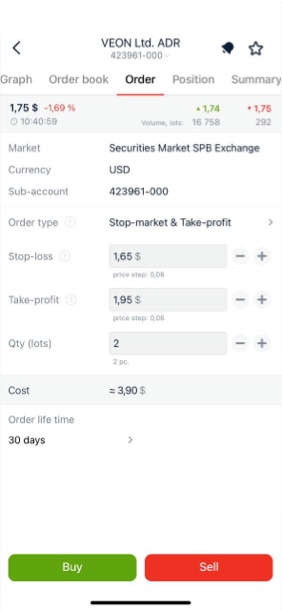 VEON Ltd. ADR
423961-000
Graph Order book Order Position Summary
1,75 $ -1,69 % 1,74 1,75
10:40:59 Volume, lots: 16 758 292
Market Securities Market SPB Exchange
Currency USD
Sub-account 423961-000
Order type ? Stop-market & Take-profit
Stop-loss ? 1,65 $ − +
price step: 0,06
Take-profit ? 1,95 $ − +
price step: 0,06
Qty (lots) 2 − +
2 pc.
Cost ≈ 3,90 $
Order life time
30 days
Buy Sell